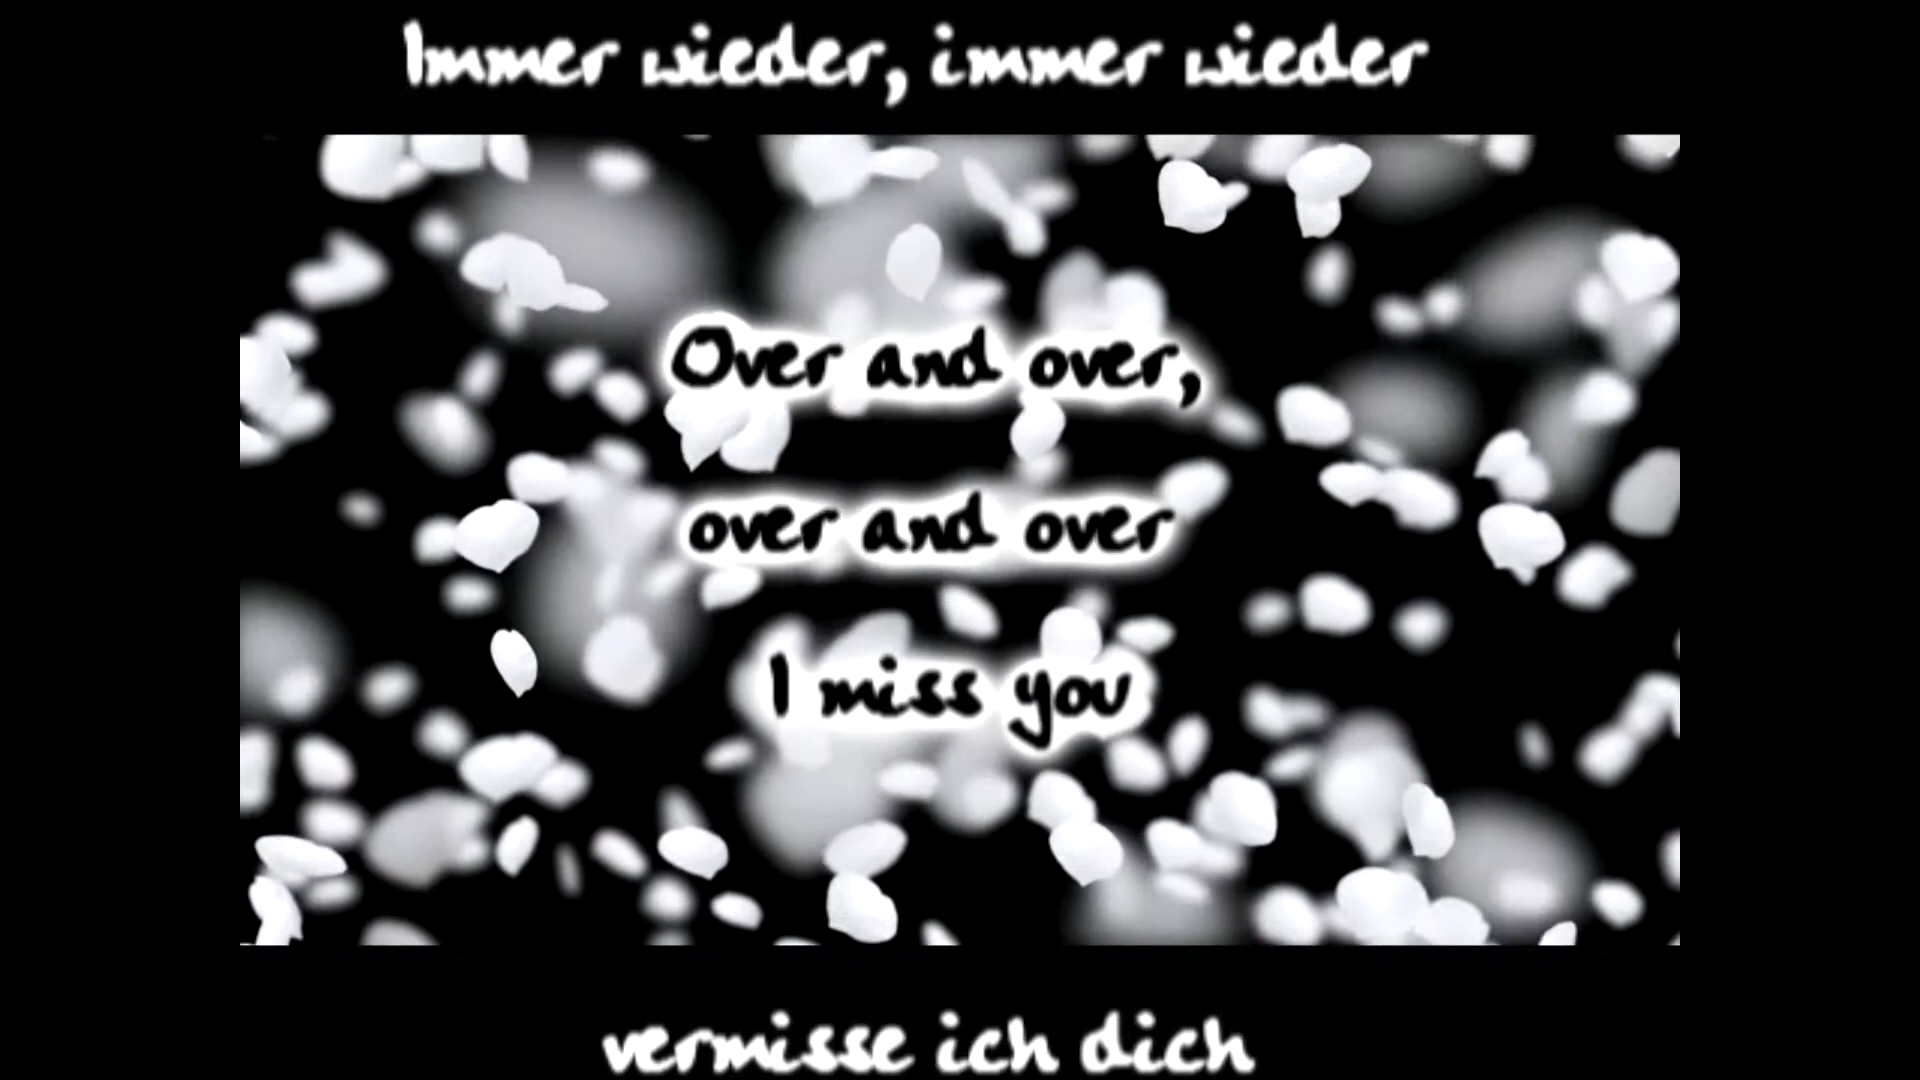 Immer wieder, immer wieder
Over and over,
over and over
I miss you
vermisse ich dich